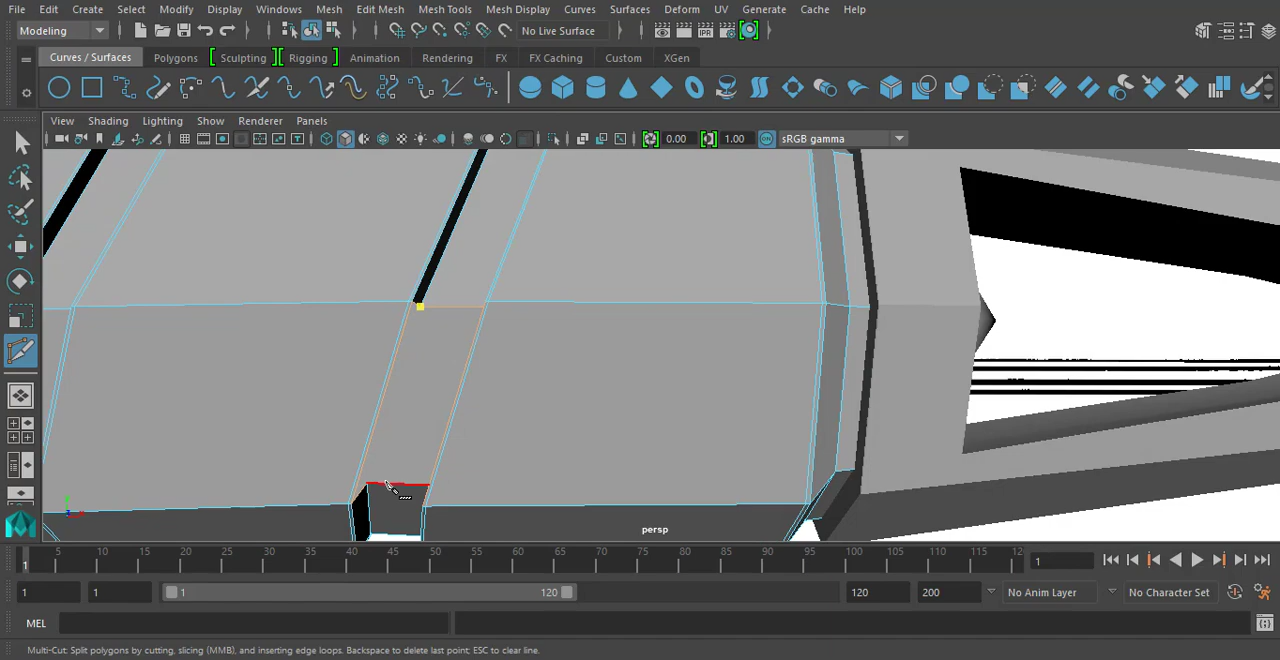 File Edit Create Select Modify Display Windows Mesh Edit Mesh Mesh Tools Mesh Display Curves Surfaces Deform UV Generate Cache Help
Modeling No Live Surface
Curves / Surfaces Polygons Sculpting Rigging Animation Rendering FX FX Caching Custom XGen
View Shading Lighting Show Renderer Panels
0.00 1.00 ON sRGB gamma
persp
5 10 15 20 25 30 35 40 45 50 55 60 65 70 75 80 85 90 95 100 105 110 115 12
1 1
1 1 1 120 120 200 No Anim Layer No Character Set
MEL
Multi-Cut: Split polygons by cutting, slicing (MMB), and inserting edge loops. Backspace to delete last point; ESC to clear line.